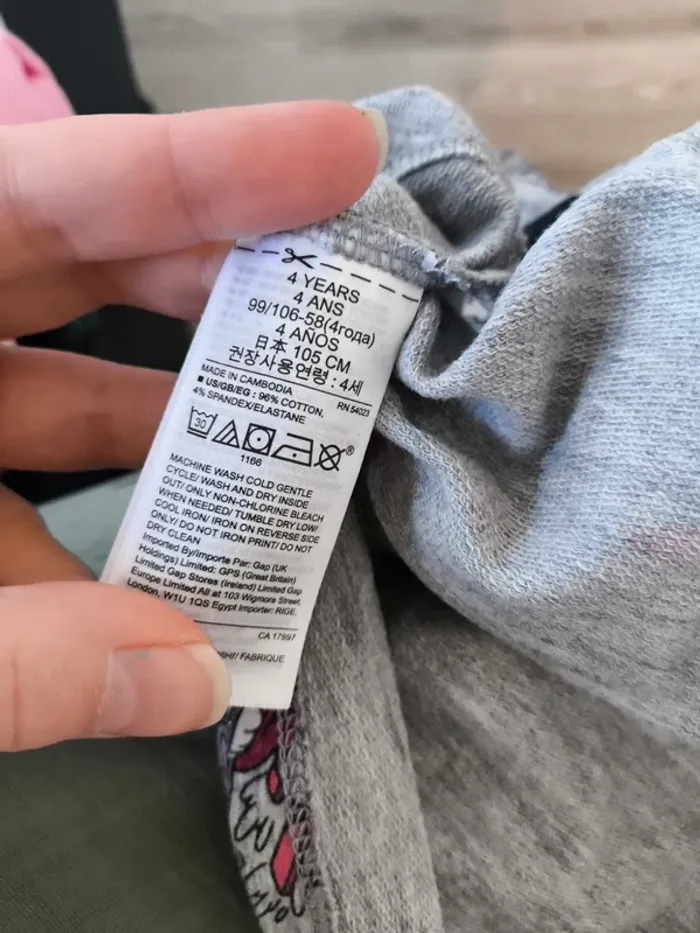 4 YEARS
4 ANS
99/106-58(4года)
4 AÑOS
日本 105 CM
권장사용연령 : 4세
MADE IN CAMBODIA
RN 54023
■ US/GB/EG : 96% COTTON,
4% SPANDEX/ELASTANE
30
®
1166
MACHINE WASH COLD GENTLE
CYCLE/ WASH AND DRY INSIDE
OUT/ ONLY NON-CHLORINE BLEACH
WHEN NEEDED/ TUMBLE DRY LOW/
COOL IRON/ IRON ON REVERSE SIDE
ONLY/ DO NOT IRON PRINT/ DO NOT
DRY CLEAN
Imported By/Importe Par: Gap (UK
Holdings) Limited: GPS (Great Britain)
Limited Gap Stores (Ireland) Limited Gap
Europe Limited All at 103 Wigmore Street,
London, W1U 1QS Egypt Importer: RIGE,
CA 17897
/ FABRIQUE